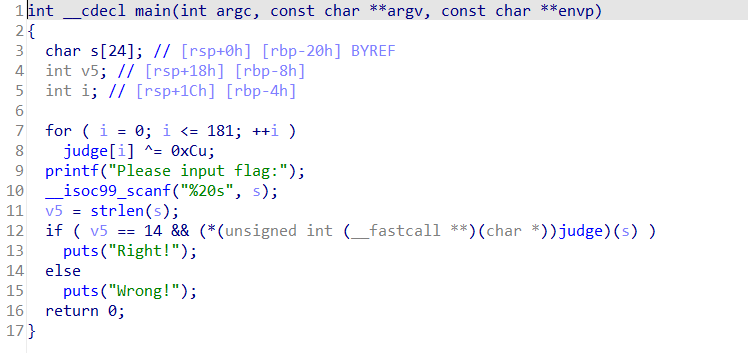 1 int __cdecl main(int argc, const char **argv, const char **envp)
2 {
3   char s[24]; // [rsp+0h] [rbp-20h] BYREF
4   int v5; // [rsp+18h] [rbp-8h]
5   int i; // [rsp+1Ch] [rbp-4h]
6
7   for ( i = 0; i <= 181; ++i )
8     judge[i] ^= 0xCu;
9   printf("Please input flag:");
10   __isoc99_scanf("%20s", s);
11   v5 = strlen(s);
12   if ( v5 == 14 && (*(unsigned int (__fastcall **)(char *))judge)(s) )
13     puts("Right!");
14   else
15     puts("Wrong!");
16   return 0;
17 }